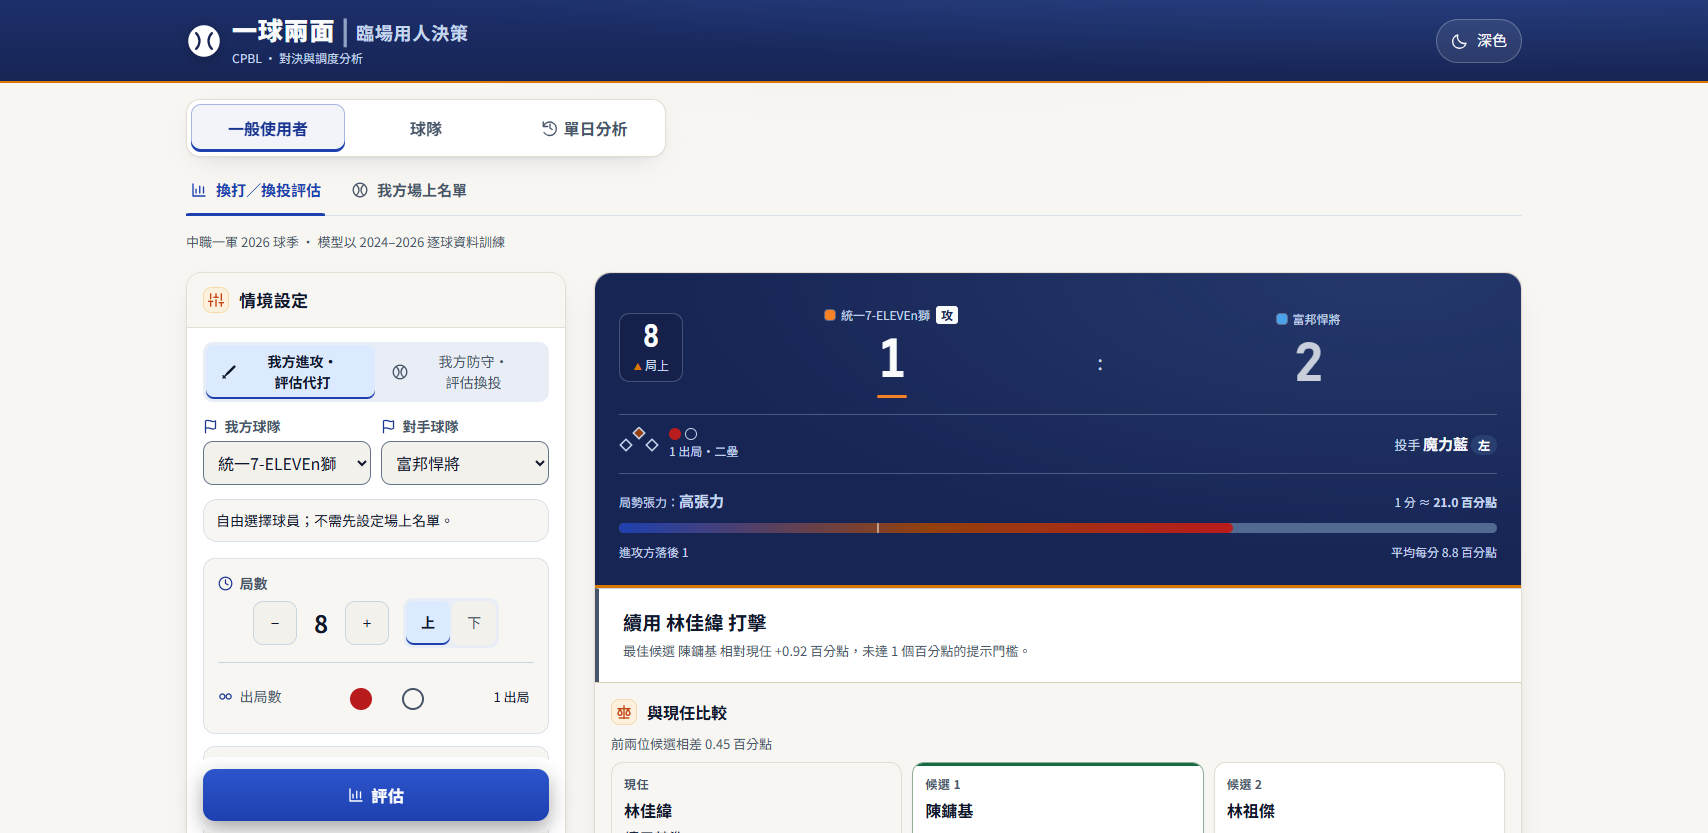 一球兩面
臨場用人決策
CPBL · 對決與調度分析
深色
一般使用者
球隊
單日分析
換打／換投評估
我方場上名單
中職一軍 2026 球季 · 模型以 2024–2026 逐球資料訓練
情境設定
我方進攻・
評估代打
我方防守・
評估換投
我方球隊
對手球隊
統一7-ELEVEn獅
富邦悍將
自由選擇球員；不需先設定場上名單。
局數
−
8
+
上
下
出局數
1 出局
評估
8
▲局上
統一7-ELEVEn獅 攻
1
:
富邦悍將
2
1 出局・二壘
投手 魔力藍 左
局勢張力：高張力
1 分 ≈ 21.0 百分點
進攻方落後 1
平均每分 8.8 百分點
續用 林佳緯 打擊
最佳候選 陳鏞基 相對現任 +0.92 百分點，未達 1 個百分點的提示門檻。
與現任比較
前兩位候選相差 0.45 百分點
現任
林佳緯
候選 1
陳鏞基
候選 2
林祖傑